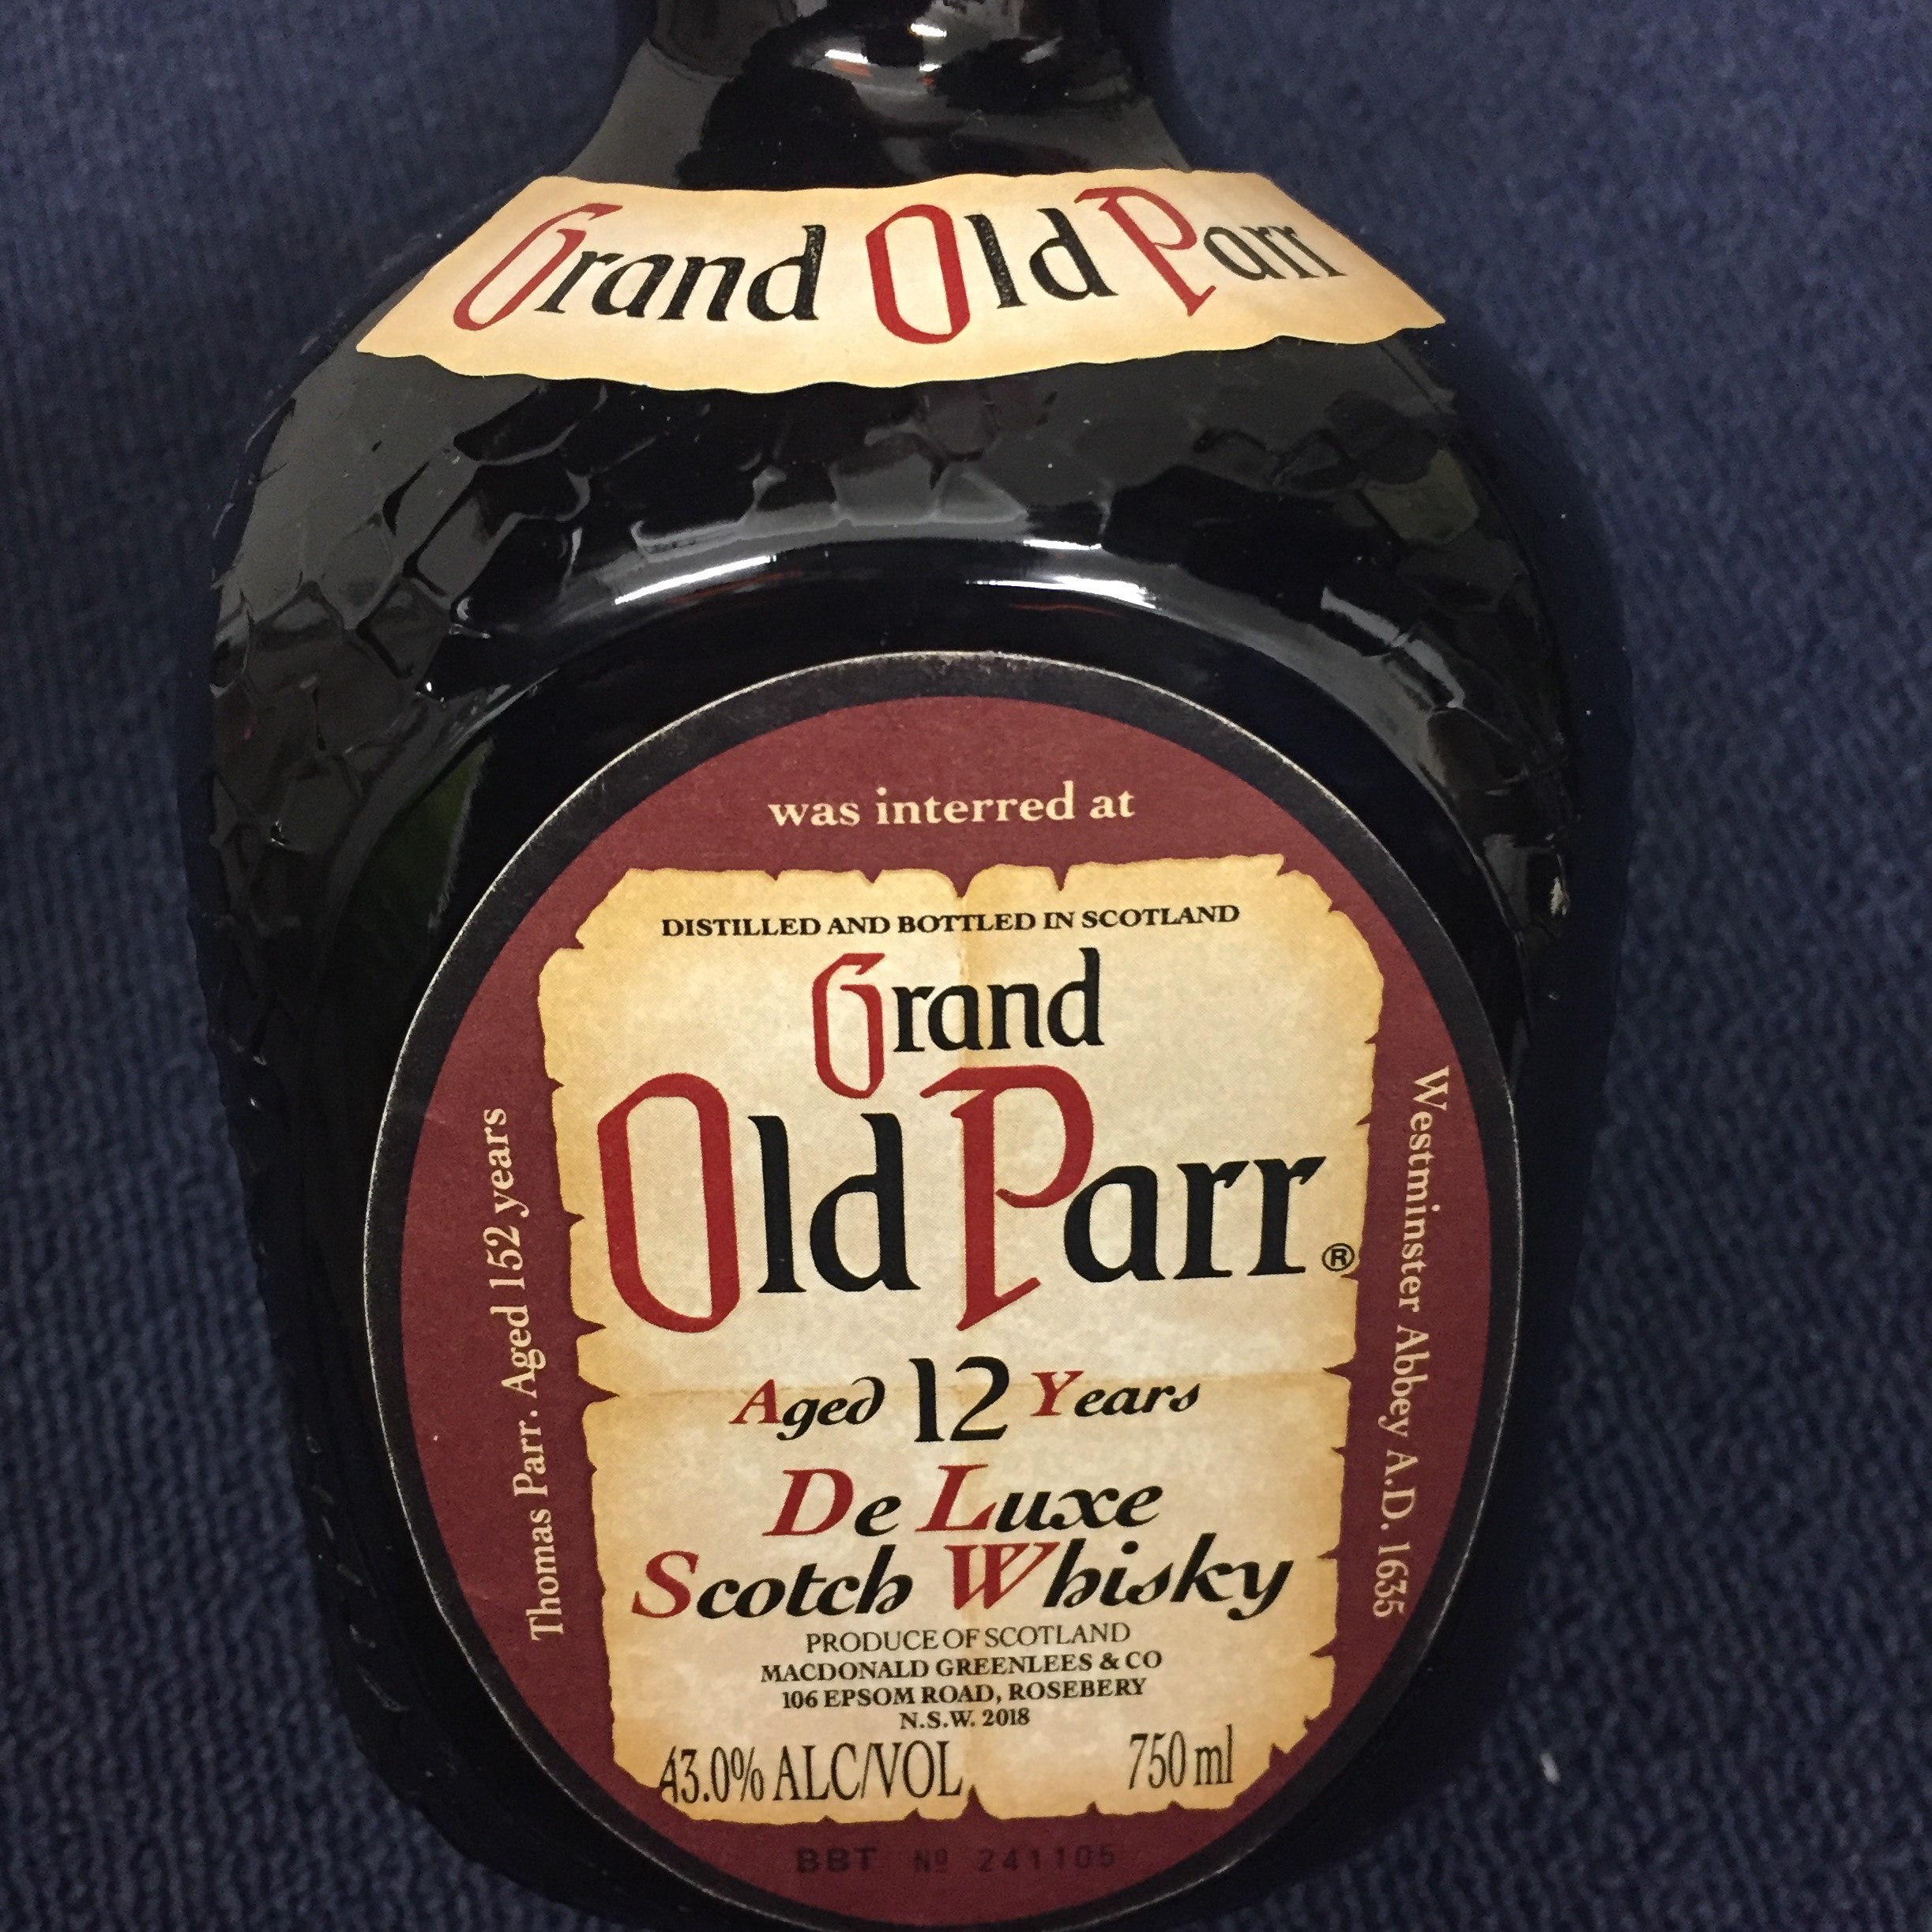 Grand Old Parr
was interred at
Thomas Parr. Aged 152 years
Westminster Abbey A.D. 1635
DISTILLED AND BOTTLED IN SCOTLAND
Grand
Old Parr®
Aged 12 Years
De Luxe
Scotch Whisky
PRODUCE OF SCOTLAND
MACDONALD GREENLEES & CO
106 EPSOM ROAD, ROSEBERY
N.S.W. 2018
43.0% ALC/VOL 750 ml
BBT Nº 241105